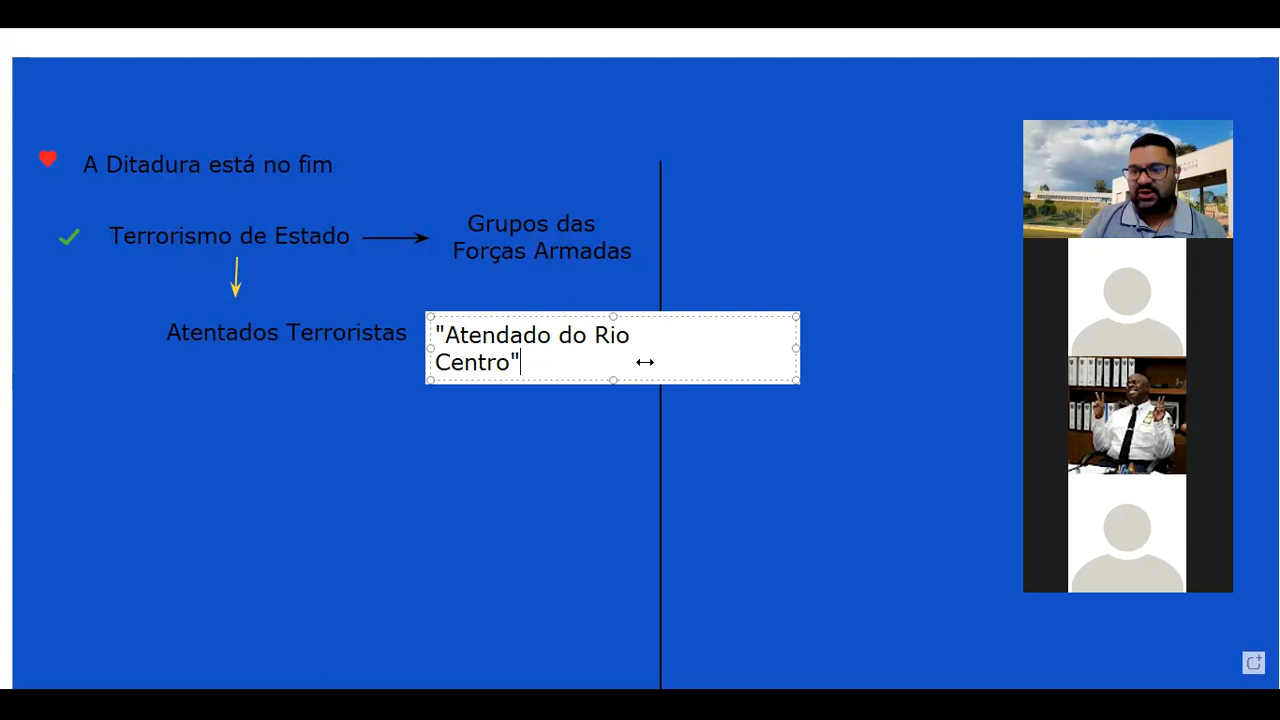 A Ditadura está no fim
Terrorismo de Estado
Grupos das
Forças Armadas
Atentados Terroristas
"Atendado do Rio
Centro"